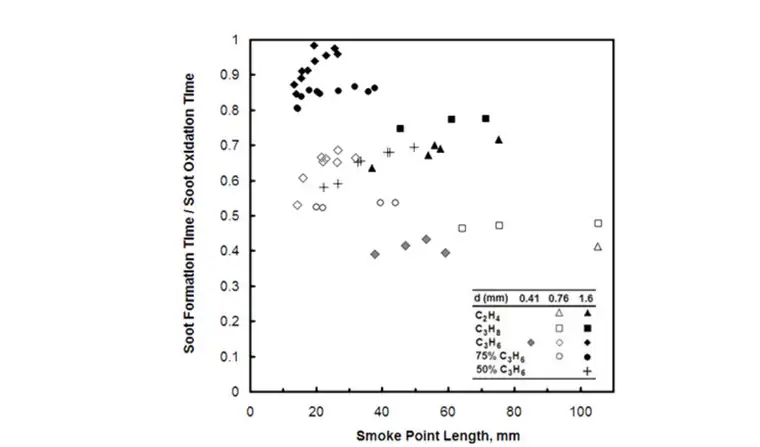 Soot Formation Time / Soot Oxidation Time
1
0.9
0.8
0.7
0.6
0.5
0.4
0.3
0.2
0.1
0
d (mm) 0.41 0.76 1.6
C₂H₄
C₃H₈
C₃H₆
75% C₃H₆
50% C₃H₆
0 20 40 60 80 100
Smoke Point Length, mm